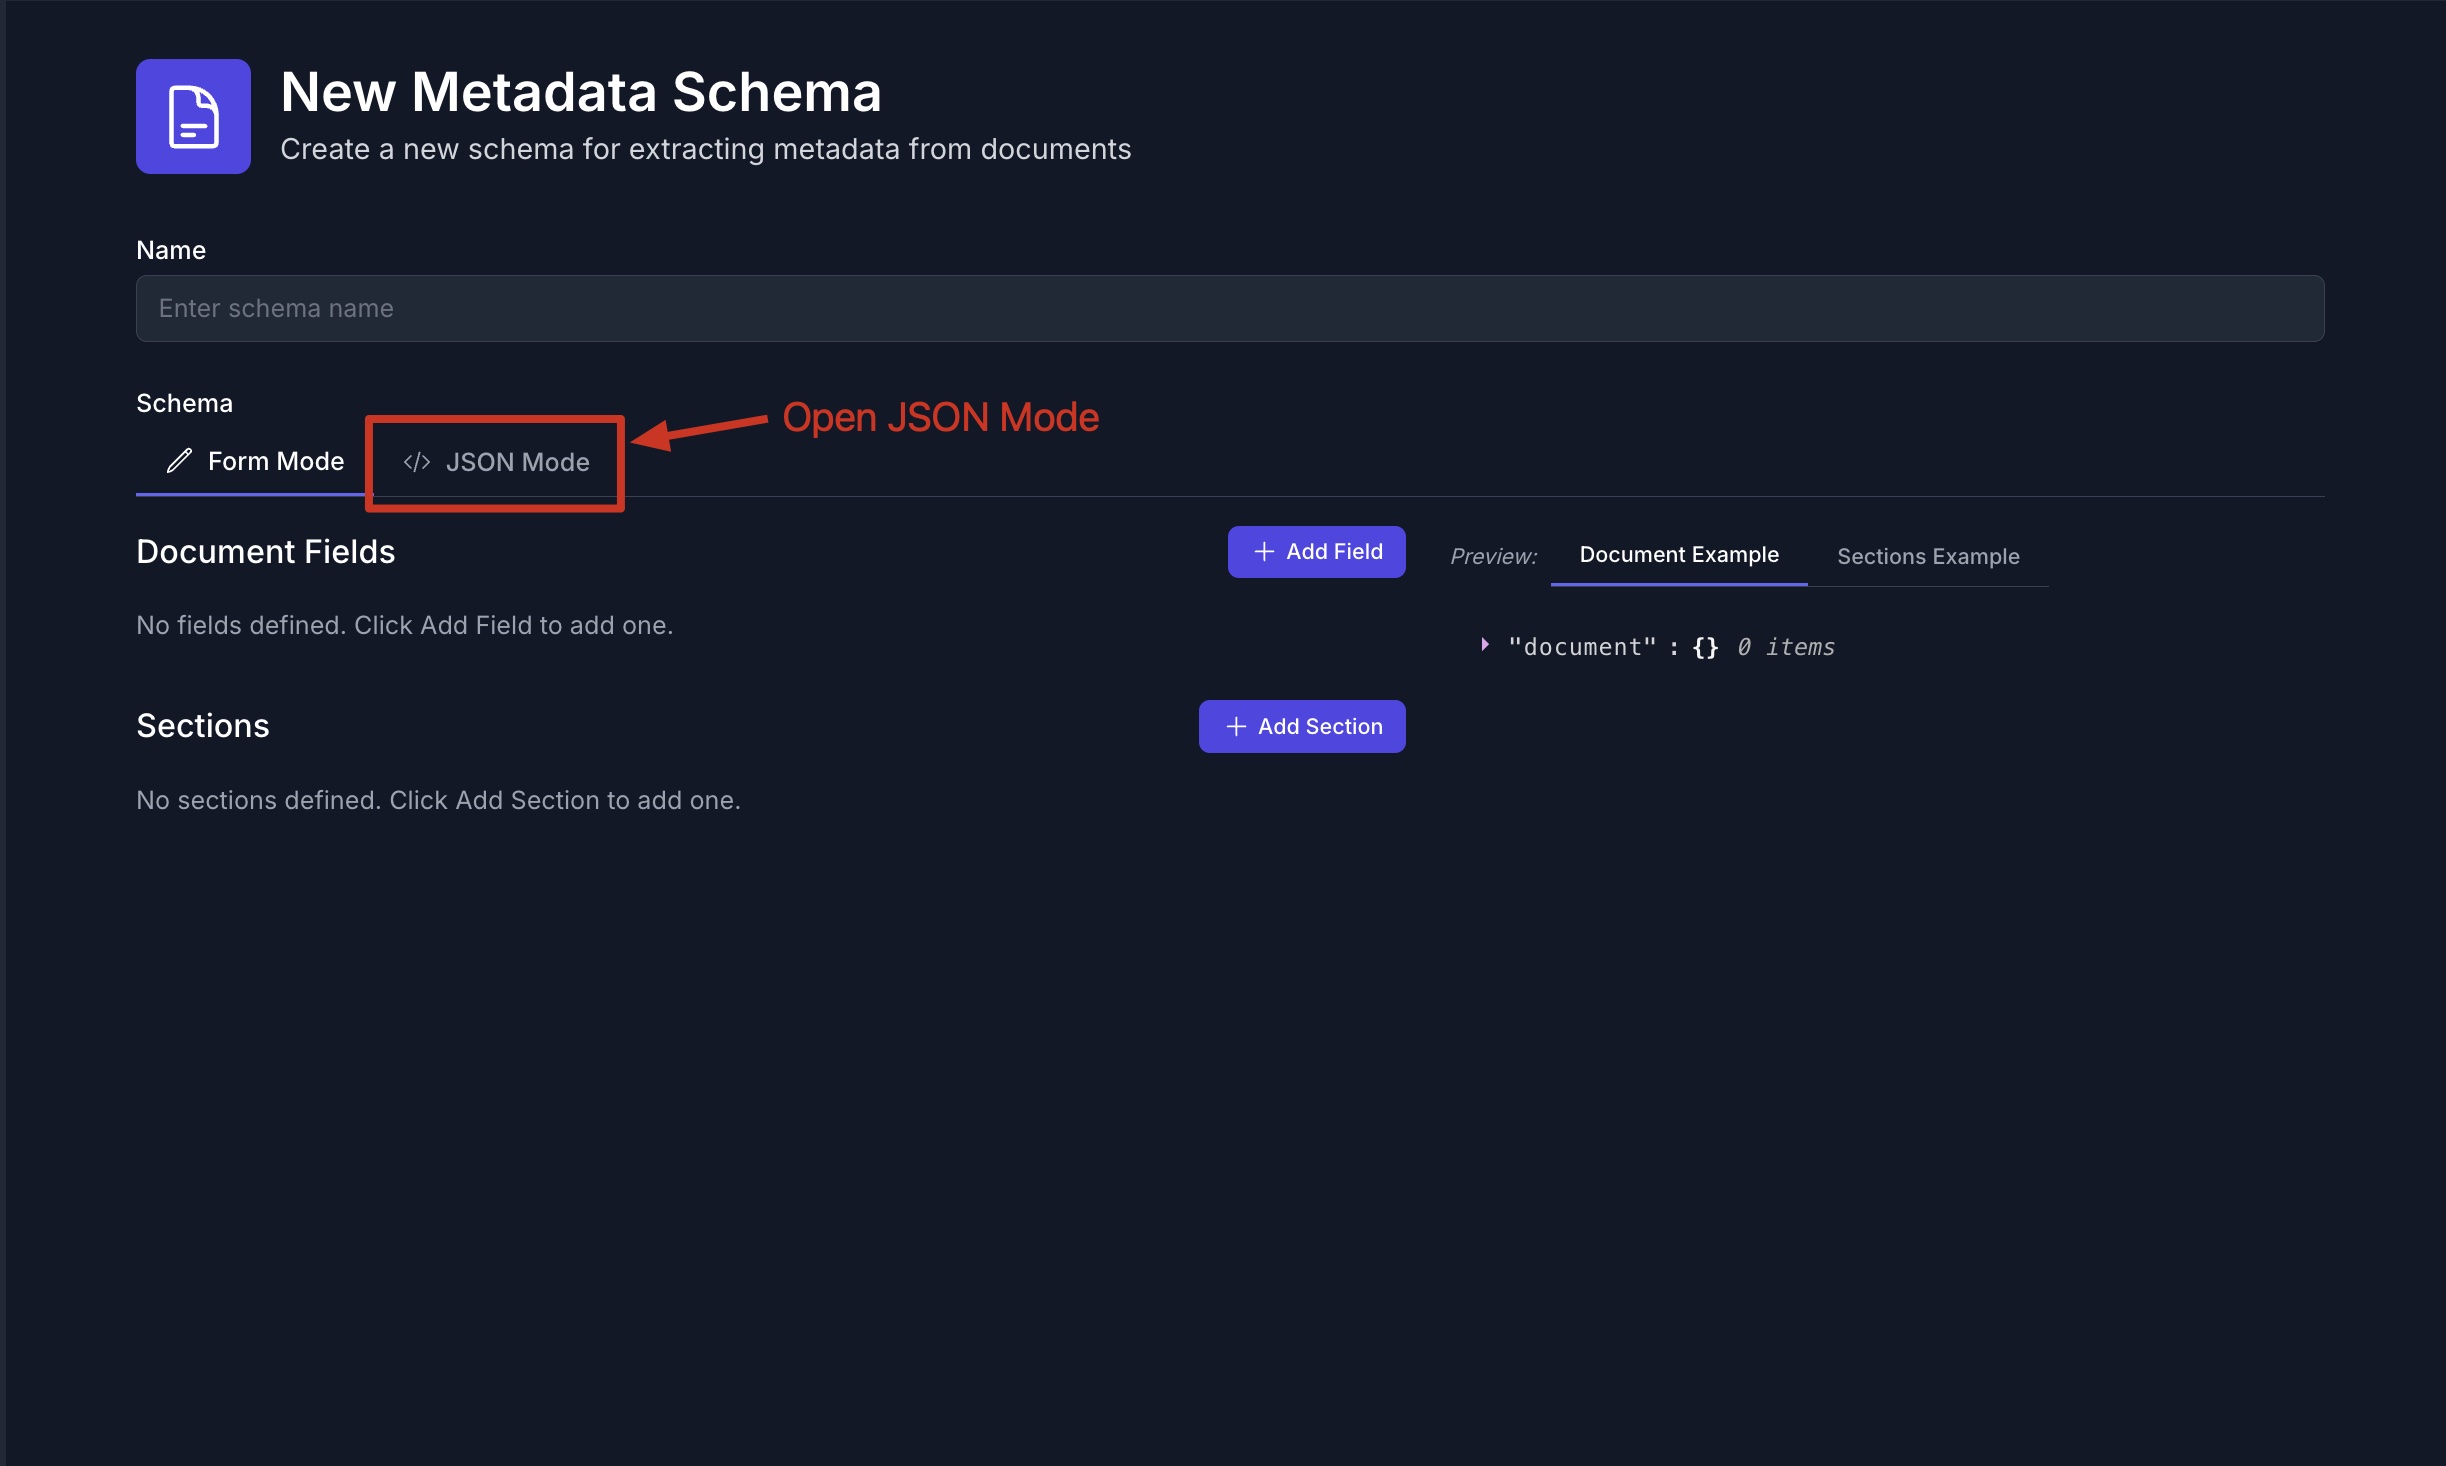 New Metadata Schema
Create a new schema for extracting metadata from documents
Name
Enter schema name
Schema
Open JSON Mode
Form Mode
</> JSON Mode
Document Fields
+ Add Field
Preview:
Document Example
Sections Example
No fields defined. Click Add Field to add one.
"document" : {} 0 items
Sections
+ Add Section
No sections defined. Click Add Section to add one.